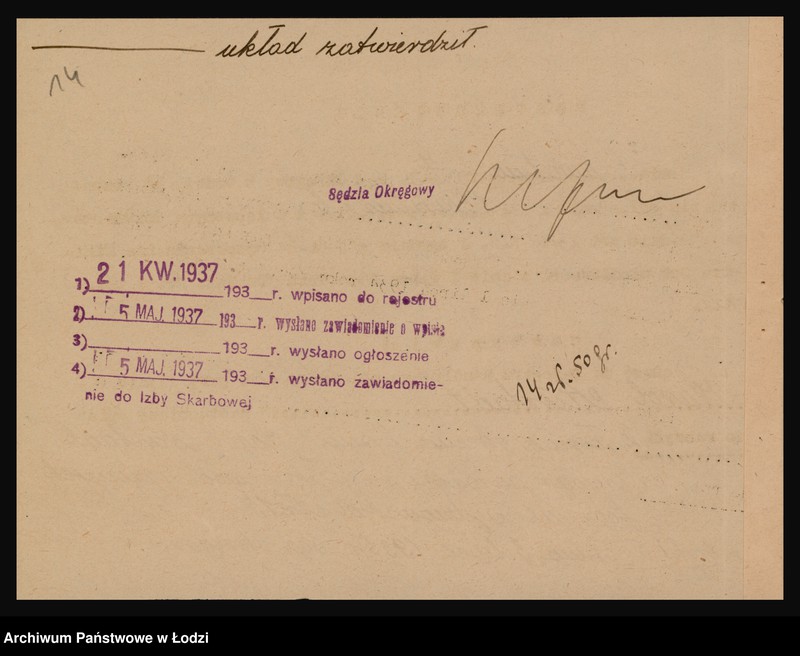 układ zatwierdził.
14
Sędzia Okręgowy
1) 21 KW. 1937 193 r. wpisano do rejestru
2) 5 MAJ. 1937 193 r. wysłano zawiadomienie o wpisie
3) 193 r. wysłano ogłoszenie
4) 5 MAJ. 1937 193 r. wysłano zawiadomie-
nie do Izby Skarbowej
14 zł. 50 gr.
Archiwum Państwowe w Łodzi